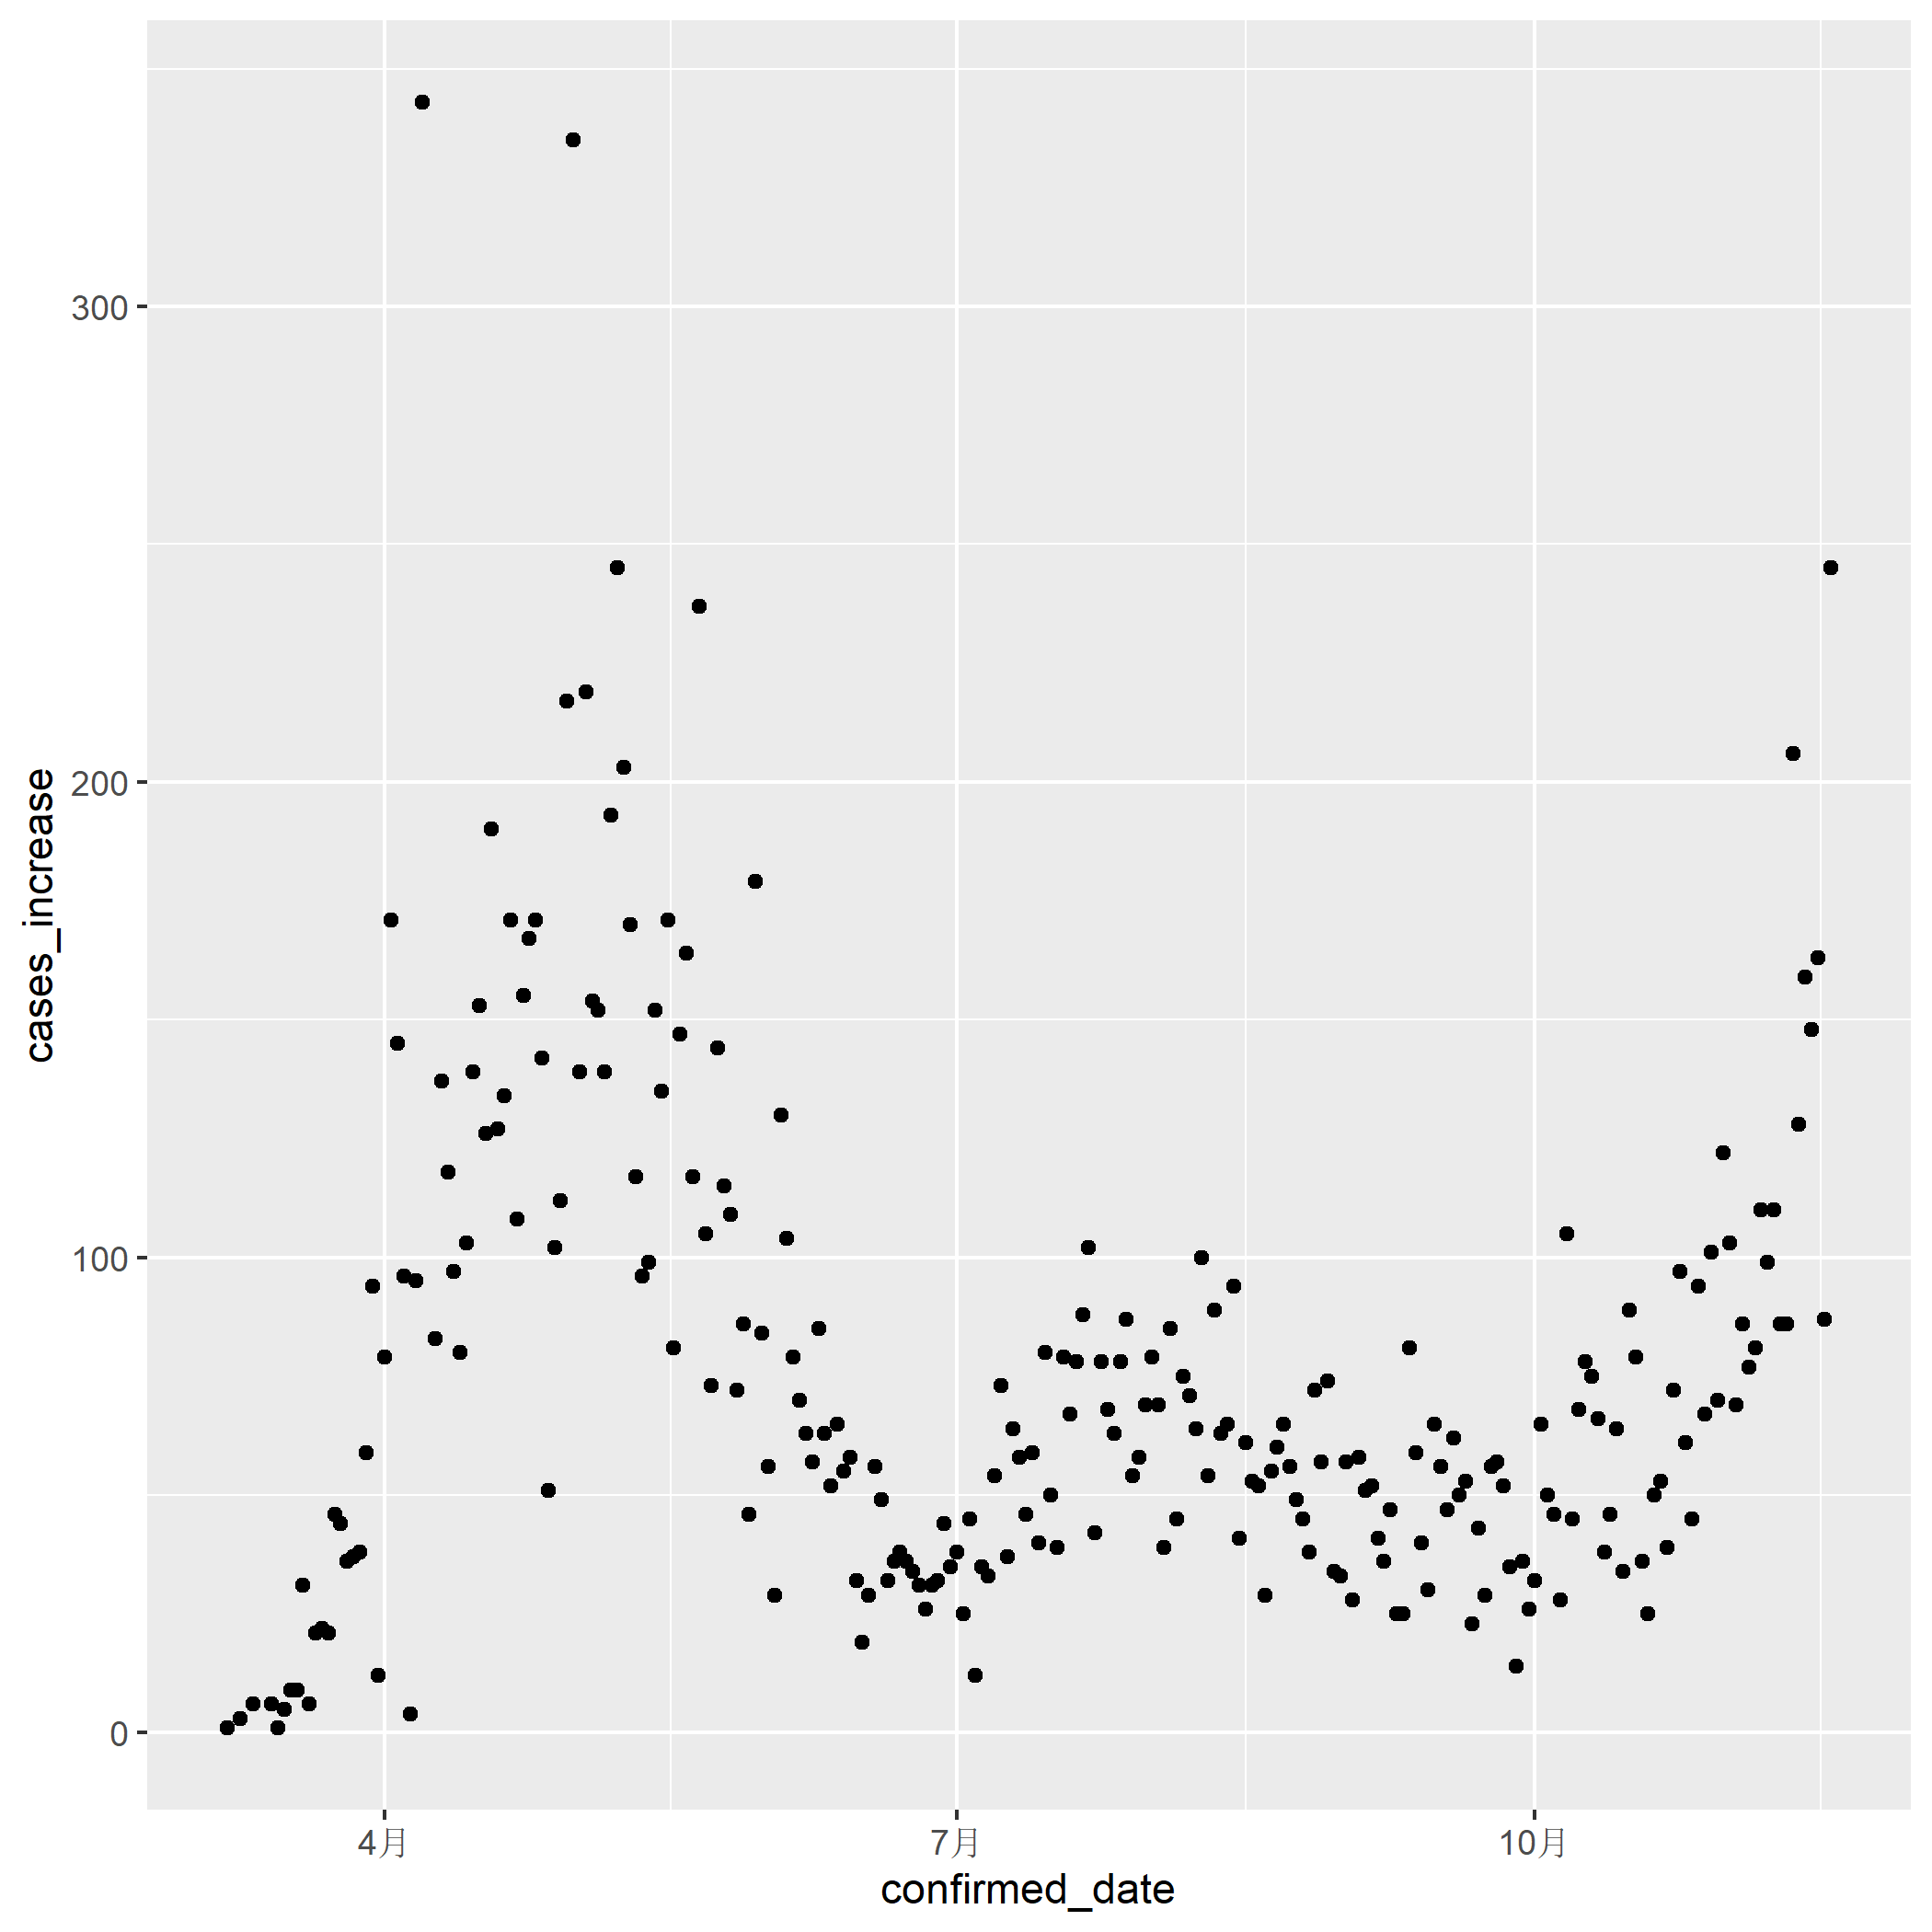 cases_increase
300
200
100
0
4月
7月
10月
confirmed_date